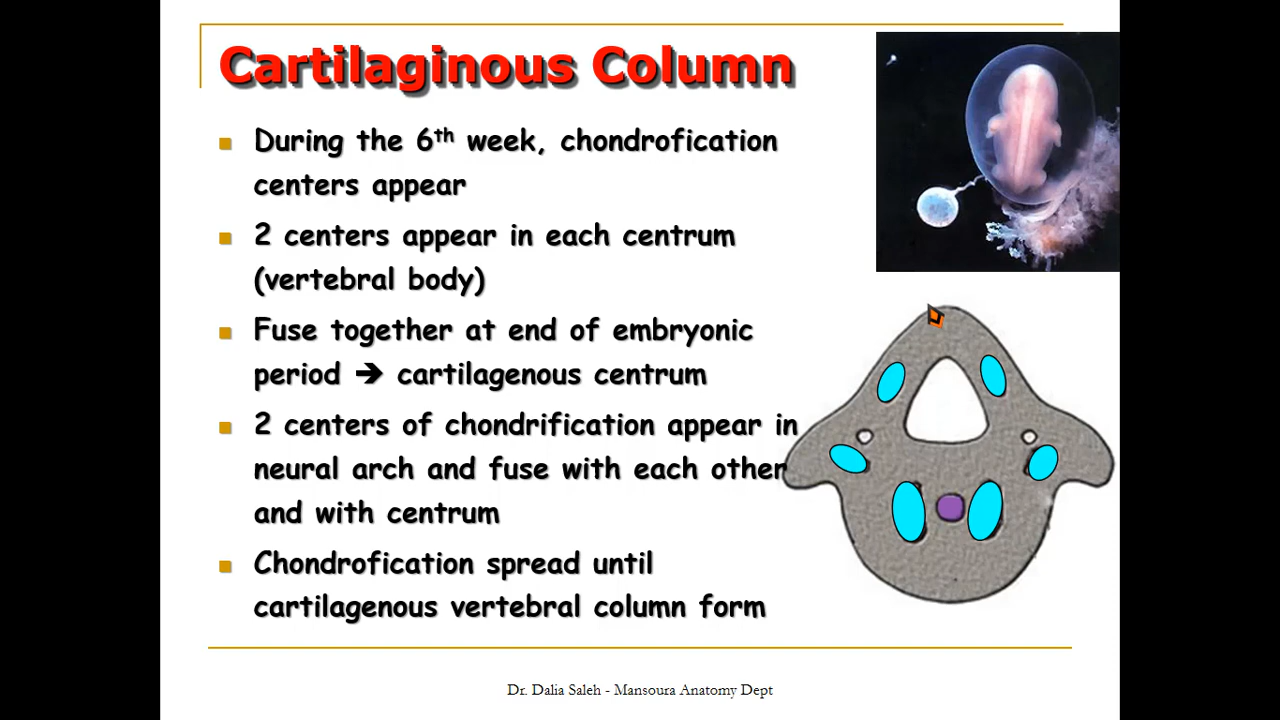 Cartilaginous Column
During the 6th week, chondrofication
centers appear
2 centers appear in each centrum
(vertebral body)
Fuse together at end of embryonic
period ➔ cartilagenous centrum
2 centers of chondrification appear in
neural arch and fuse with each other
and with centrum
Chondrofication spread until
cartilagenous vertebral column form
Dr. Dalia Saleh - Mansoura Anatomy Dept